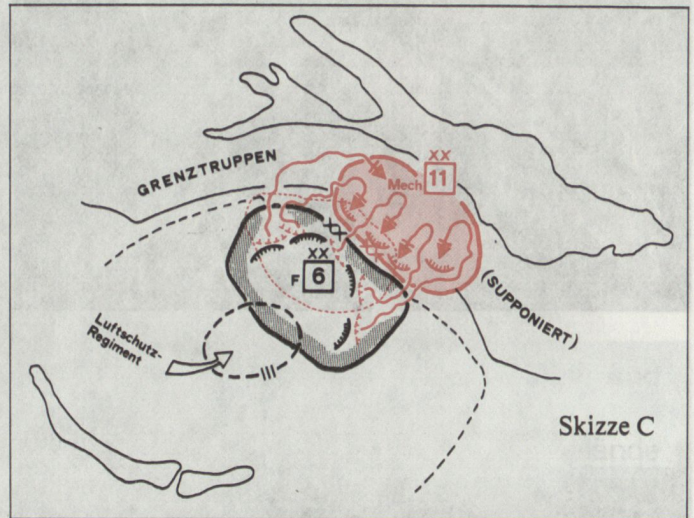 GRENZTRUPPEN
XX
Mech 11
XX
F 6
(SUPPONIERT)
Luftschutz-
Regiment
III
Skizze C